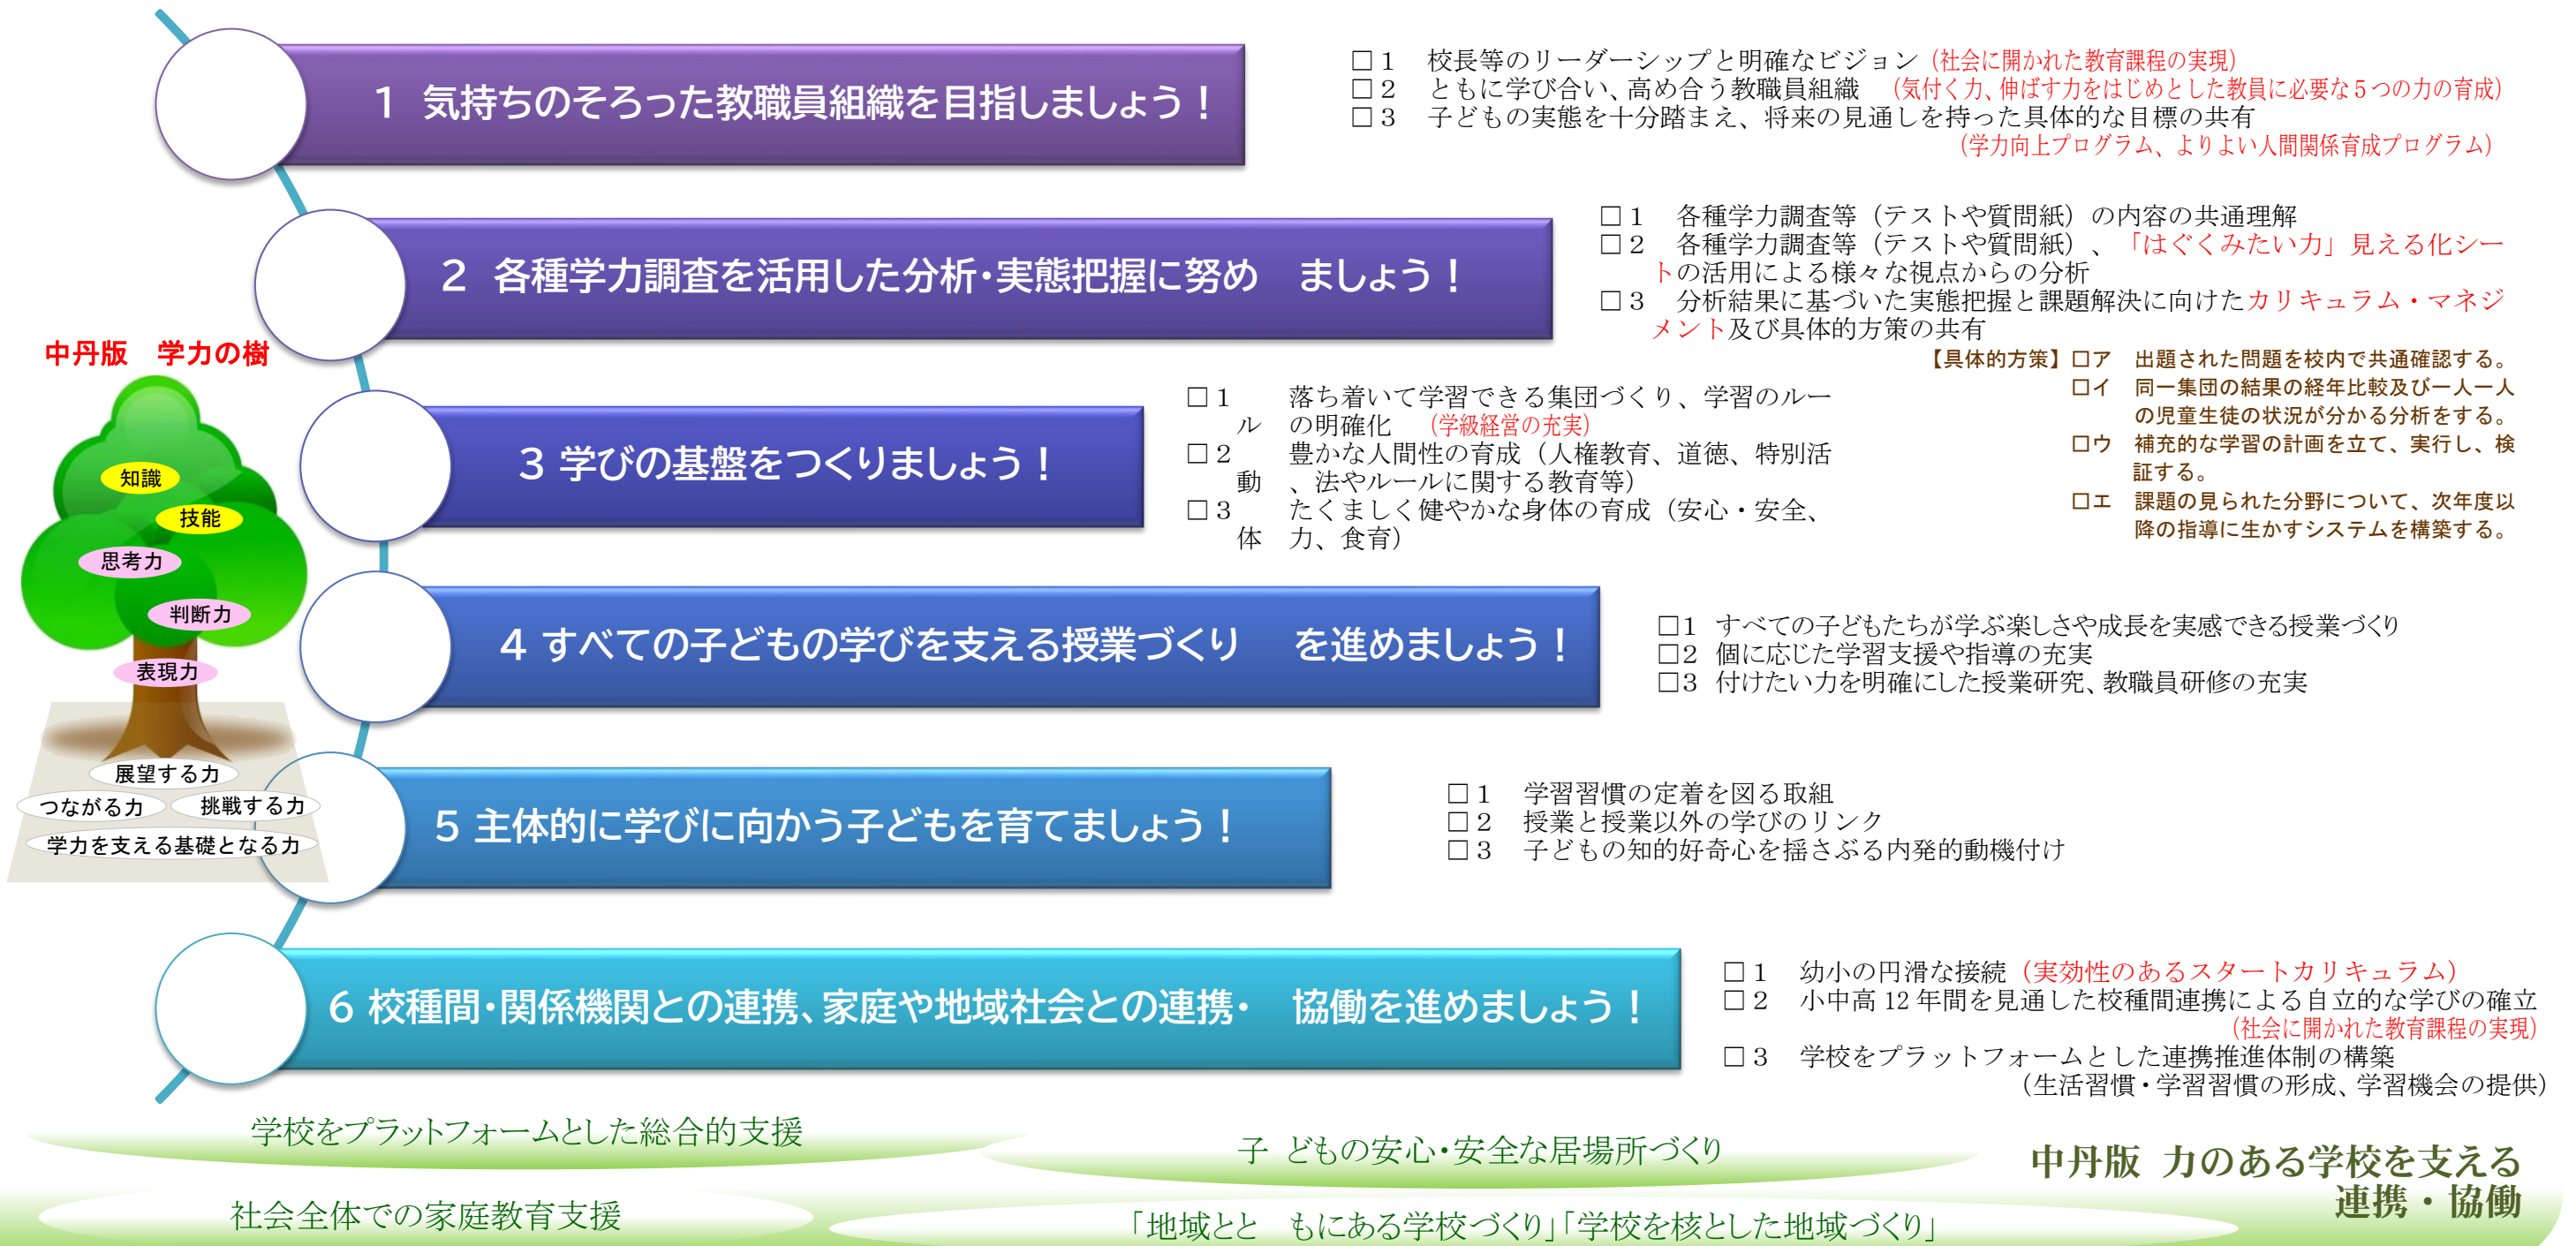 1 気持ちのそろった教職員組織を目指しましょう！
□１　校長等のリーダーシップと明確なビジョン（社会に開かれた教育課程の実現）
□２　ともに学び合い、高め合う教職員組織　（気付く力、伸ばす力をはじめとした教員に必要な５つの力の育成）
□３　子どもの実態を十分踏まえ、将来の見通しを持った具体的な目標の共有
（学力向上プログラム、よりよい人間関係育成プログラム）
2 各種学力調査を活用した分析・実態把握に努め　ましょう！
□１　各種学力調査等（テストや質問紙）の内容の共通理解
□２　各種学力調査等（テストや質問紙）、「はぐくみたい力」見える化シー
トの活用による様々な視点からの分析
□３　分析結果に基づいた実態把握と課題解決に向けたカリキュラム・マネジ
メント及び具体的方策の共有
【具体的方策】□ア　出題された問題を校内で共通確認する。
□イ　同一集団の結果の経年比較及び一人一人
の児童生徒の状況が分かる分析をする。
□ウ　補充的な学習の計画を立て、実行し、検
証する。
□エ　課題の見られた分野について、次年度以
降の指導に生かすシステムを構築する。
3 学びの基盤をつくりましょう！
□１　落ち着いて学習できる集団づくり、学習のルー
ル　の明確化　（学級経営の充実）
□２　豊かな人間性の育成（人権教育、道徳、特別活
動　、法やルールに関する教育等）
□３　たくましく健やかな身体の育成（安心・安全、
体　力、食育）
4 すべての子どもの学びを支える授業づくり　を進めましょう！
□1　すべての子どもたちが学ぶ楽しさや成長を実感できる授業づくり
□2　個に応じた学習支援や指導の充実
□3　付けたい力を明確にした授業研究、教職員研修の充実
5 主体的に学びに向かう子どもを育てましょう！
□１　学習習慣の定着を図る取組
□２　授業と授業以外の学びのリンク
□３　子どもの知的好奇心を揺さぶる内発的動機付け
6 校種間・関係機関との連携、家庭や地域社会との連携・　協働を進めましょう！
□１　幼小の円滑な接続（実効性のあるスタートカリキュラム）
□２　小中高 12 年間を見通した校種間連携による自立的な学びの確立
（社会に開かれた教育課程の実現）
□３　学校をプラットフォームとした連携推進体制の構築
（生活習慣・学習習慣の形成、学習機会の提供）
中丹版　学力の樹
知識
技能
思考力
判断力
表現力
展望する力
つながる力　挑戦する力
学力を支える基礎となる力
学校をプラットフォームとした総合的支援
子 どもの安心・安全な居場所づくり
社会全体での家庭教育支援
「地域とと　もにある学校づくり」「学校を核とした地域づくり」
中丹版 力のある学校を支える
連携・協働